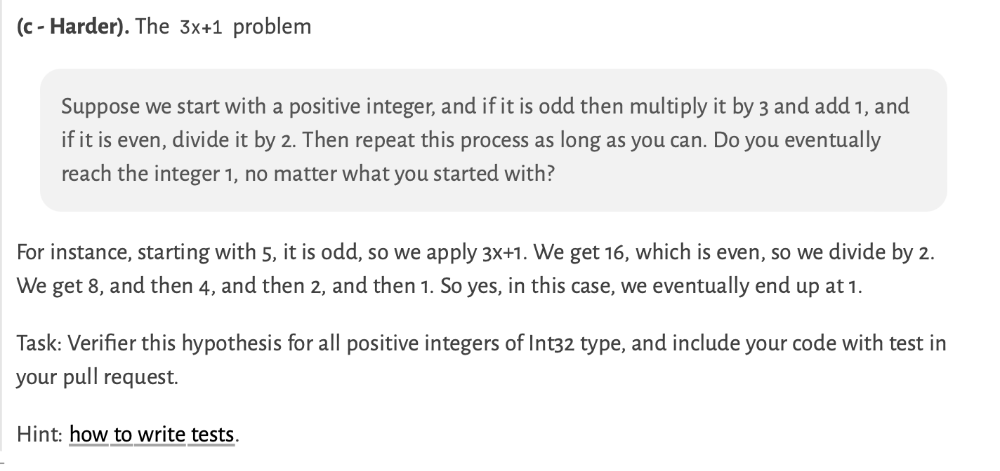 (c - Harder). The 3x+1 problem
Suppose we start with a positive integer, and if it is odd then multiply it by 3 and add 1, and
if it is even, divide it by 2. Then repeat this process as long as you can. Do you eventually
reach the integer 1, no matter what you started with?
For instance, starting with 5, it is odd, so we apply 3x+1. We get 16, which is even, so we divide by 2.
We get 8, and then 4, and then 2, and then 1. So yes, in this case, we eventually end up at 1.
Task: Verifier this hypothesis for all positive integers of Int32 type, and include your code with test in
your pull request.
Hint: how to write tests.